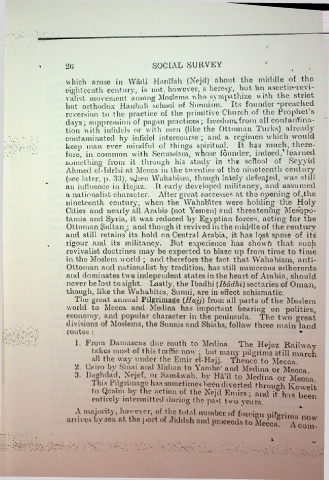 26 SOCIAL SURVEY
which arose in Wādi Hanīfah (Nejd) about the middle of the
eighteenth century, is not, however, a heresy, but an ascetic-revi-
valist movement among Moslems who sympathize with the strict
but orthodox Hanbali school of Sunnism. Its founder preached
reversion to the practice of the primitive Church of the Prophet's
days; suppression of pagan practices; freedom from all contamina-
tion with infidels or with men (like the Ottoman Turks) already
contaminated by infidel intercourse; and a regimen which would
keep man ever mindful of things spiritual. It has much, there-
fore, in common with Senussism, whose founder, indeed, learned
something from it through his study in the school of Seyyid
Ahmed el-Idrīsi at Mecca in the twenties of the nineteenth century
(see later, p. 33), when Wahabism, though lately defeated, was still
an influence in Hejaz. It early developed militancy, and assumed
a nationalist character. After great successes at the opening of the
nineteenth century, when the Wahabites were holding the Holy
Cities and nearly all Arabia (not Yemen) and threatening Mesopo-
tamia and Syria, it was reduced by Egyptian forces, acting for the
Ottoman Sultan; and though it revived in the middle of the century
and still retains its hold on Central Arabia, it has lost some of its
rigour and its militancy. But experience has shown that such
revivalist doctrines may be expected to blaze up from time to time
in the Moslem world; and therefore the fact that Wahabism, anti-
Ottoman and nationalist by tradition, has still numerous adherents
and dominates two independent states in the heart of Arabia, should
never be lost to sight. Lastly, the Ibadhi (Ibādhi) sectaries of Oman,
though, like the Wahabites, Sunni, are in effect schismatic.
The great annual Pilgrimage (Hajj) from all parts of the Moslem
world to Mecca and Medina has important bearing on politics,
economy, and popular character in the peninsula. The two great
divisions of Moslems, the Sunnis and Shiahs, follow three main land
routes:
1. From Damascus due south to Medina. The Hejaz Railway
takes most of this traffic now; but many pilgrims still march
all the way under the Emir el-Hajj. Thence to Mecca.
2. Cairo by Sinai and Midian to Yambo' and Medina or Mecca.
3. Baghdad, Nejef, or Samāwah, by Hā'il to Medina or Mecca.
This Pilgrimage has sometimes been diverted through Koweit
to Qasīm by the action of the Nejd Emirs; and it has been
entirely intermitted during the past two years.
A majority, however, of the total number of foreign pilgrims now
arrives by sea at the port of Jiddah and proceeds to Mecca. A com-